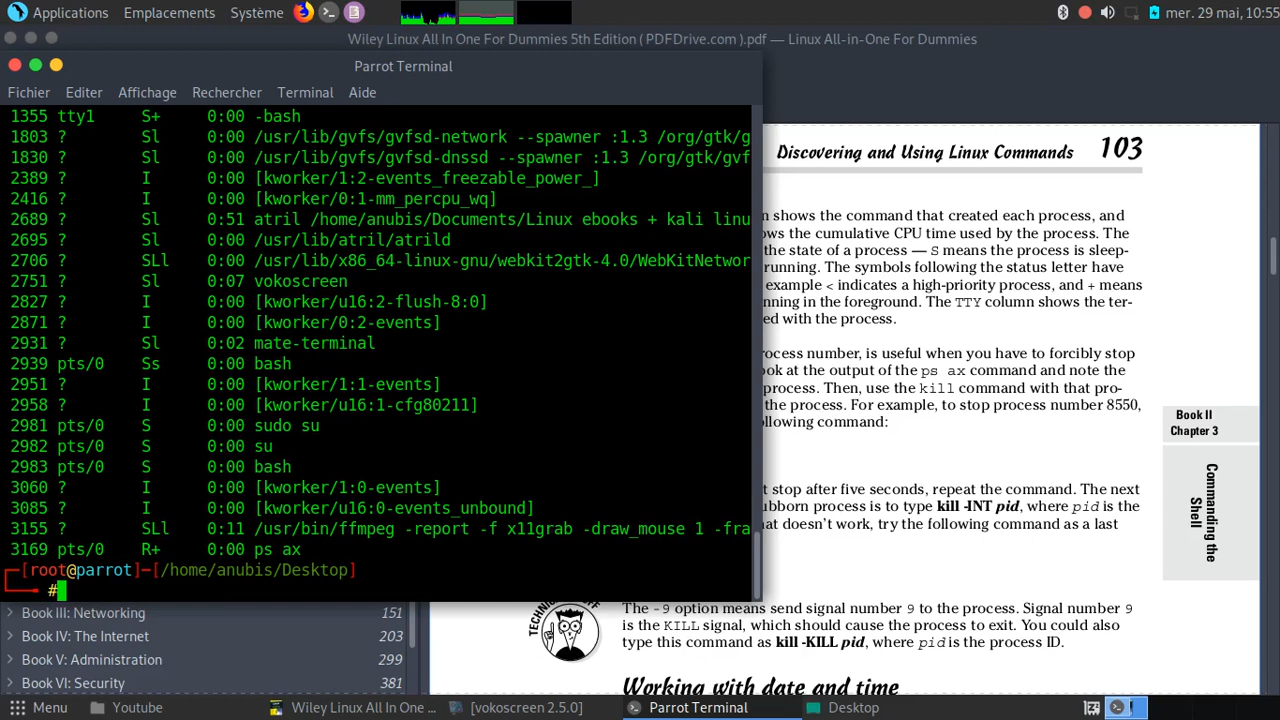 Applications Emplacements Système mer. 29 mai, 10:55
Wiley Linux All In One For Dummies 5th Edition ( PDFDrive.com ).pdf — Linux All-in-One For Dummies
Parrot Terminal
Fichier Editer Affichage Rechercher Terminal Aide
1355 tty1 S+ 0:00 -bash
1803 ? Sl 0:00 /usr/lib/gvfs/gvfsd-network --spawner :1.3 /org/gtk/g
1830 ? Sl 0:00 /usr/lib/gvfs/gvfsd-dnssd --spawner :1.3 /org/gtk/gvf
2389 ? I 0:00 [kworker/1:2-events_freezable_power_]
2416 ? I 0:00 [kworker/0:1-mm_percpu_wq]
2689 ? Sl 0:51 atril /home/anubis/Documents/Linux ebooks + kali linu
2695 ? Sl 0:00 /usr/lib/atril/atrild
2706 ? SLl 0:00 /usr/lib/x86_64-linux-gnu/webkit2gtk-4.0/WebKitNetwor
2751 ? Sl 0:07 vokoscreen
2827 ? I 0:00 [kworker/u16:2-flush-8:0]
2871 ? I 0:00 [kworker/0:2-events]
2931 ? Sl 0:02 mate-terminal
2939 pts/0 Ss 0:00 bash
2951 ? I 0:00 [kworker/1:1-events]
2958 ? I 0:00 [kworker/u16:1-cfg80211]
2981 pts/0 S 0:00 sudo su
2982 pts/0 S 0:00 su
2983 pts/0 S 0:00 bash
3060 ? I 0:00 [kworker/1:0-events]
3085 ? I 0:00 [kworker/u16:0-events_unbound]
3155 ? SLl 0:11 /usr/bin/ffmpeg -report -f x11grab -draw_mouse 1 -fra
3169 pts/0 R+ 0:00 ps ax
┌─[root@parrot]─[/home/anubis/Desktop]
└──╼ #
Discovering and Using Linux Commands 103
n shows the command that created each process, and
ows the cumulative CPU time used by the process. The
the state of a process — S means the process is sleep-
running. The symbols following the status letter have
example < indicates a high-priority process, and + means
nning in the foreground. The TTY column shows the ter-
ed with the process.
rocess number, is useful when you have to forcibly stop
ook at the output of the ps ax command and note the
process. Then, use the kill command with that pro-
the process. For example, to stop process number 8550,
ollowing command:
t stop after five seconds, repeat the command. The next
ubborn process is to type kill -INT pid, where pid is the
hat doesn't work, try the following command as a last
Book II
Chapter 3
Commanding the
Shell
The -9 option means send signal number 9 to the process. Signal number 9
is the KILL signal, which should cause the process to exit. You could also
type this command as kill -KILL pid, where pid is the process ID.
Working with date and time
Book III: Networking 151
Book IV: The Internet 203
Book V: Administration 299
Book VI: Security 381
Menu Youtube Wiley Linux All In One ... [vokoscreen 2.5.0] Parrot Terminal Desktop